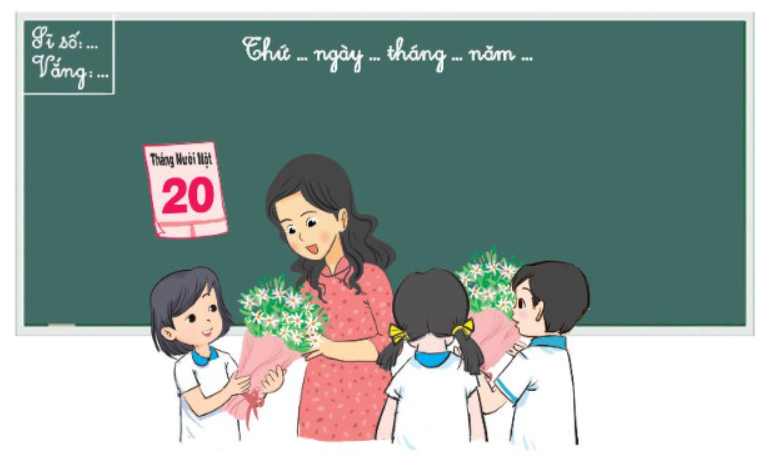 Sĩ số: ...
Vắng: ...
Thứ ... ngày ... tháng ... năm ...
Tháng Mười Một
20